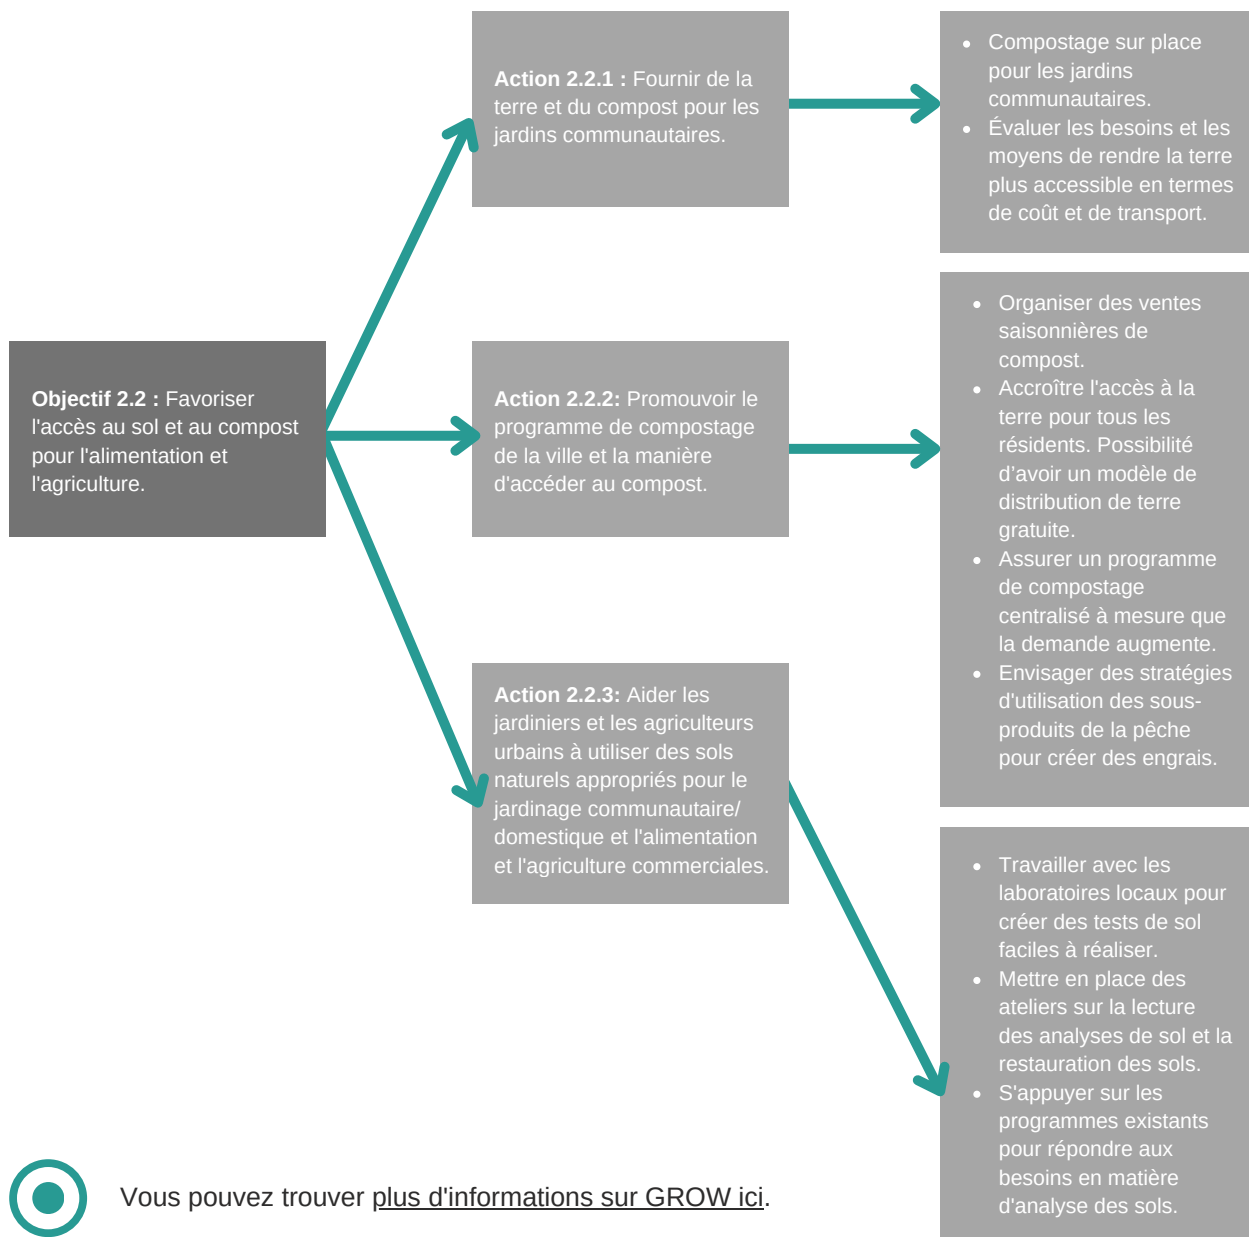 Objectif 2.2 : Favoriser
l'accès au sol et au compost
pour l'alimentation et
l'agriculture.
Action 2.2.1 : Fournir de la
terre et du compost pour les
jardins communautaires.
• Compostage sur place
pour les jardins
communautaires.
• Évaluer les besoins et les
moyens de rendre la terre
plus accessible en termes
de coût et de transport.
Action 2.2.2: Promouvoir le
programme de compostage
de la ville et la manière
d'accéder au compost.
• Organiser des ventes
saisonnières de
compost.
• Accroître l'accès à la
terre pour tous les
résidents. Possibilité
d’avoir un modèle de
distribution de terre
gratuite.
• Assurer un programme
de compostage
centralisé à mesure que
la demande augmente.
• Envisager des stratégies
d'utilisation des sous-
produits de la pêche
pour créer des engrais.
Action 2.2.3: Aider les
jardiniers et les agriculteurs
urbains à utiliser des sols
naturels appropriés pour le
jardinage communautaire/
domestique et l'alimentation
et l'agriculture commerciales.
• Travailler avec les
laboratoires locaux pour
créer des tests de sol
faciles à réaliser.
• Mettre en place des
ateliers sur la lecture
des analyses de sol et la
restauration des sols.
• S'appuyer sur les
programmes existants
pour répondre aux
besoins en matière
d'analyse des sols.
Vous pouvez trouver plus d'informations sur GROW ici.